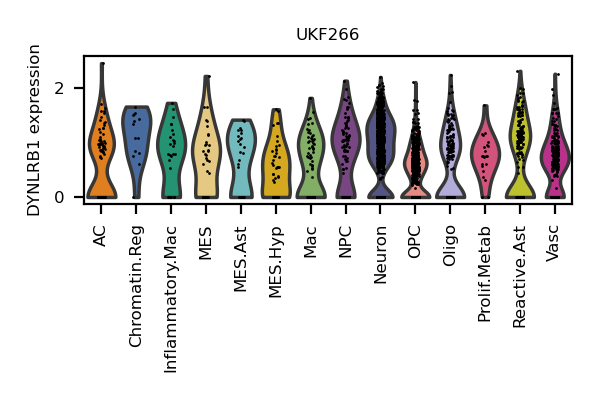 UKF266
DYNLRB1 expression
2
0
AC
Chromatin.Reg
Inflammatory.Mac
MES
MES.Ast
MES.Hyp
Mac
NPC
Neuron
OPC
Oligo
Prolif.Metab
Reactive.Ast
Vasc